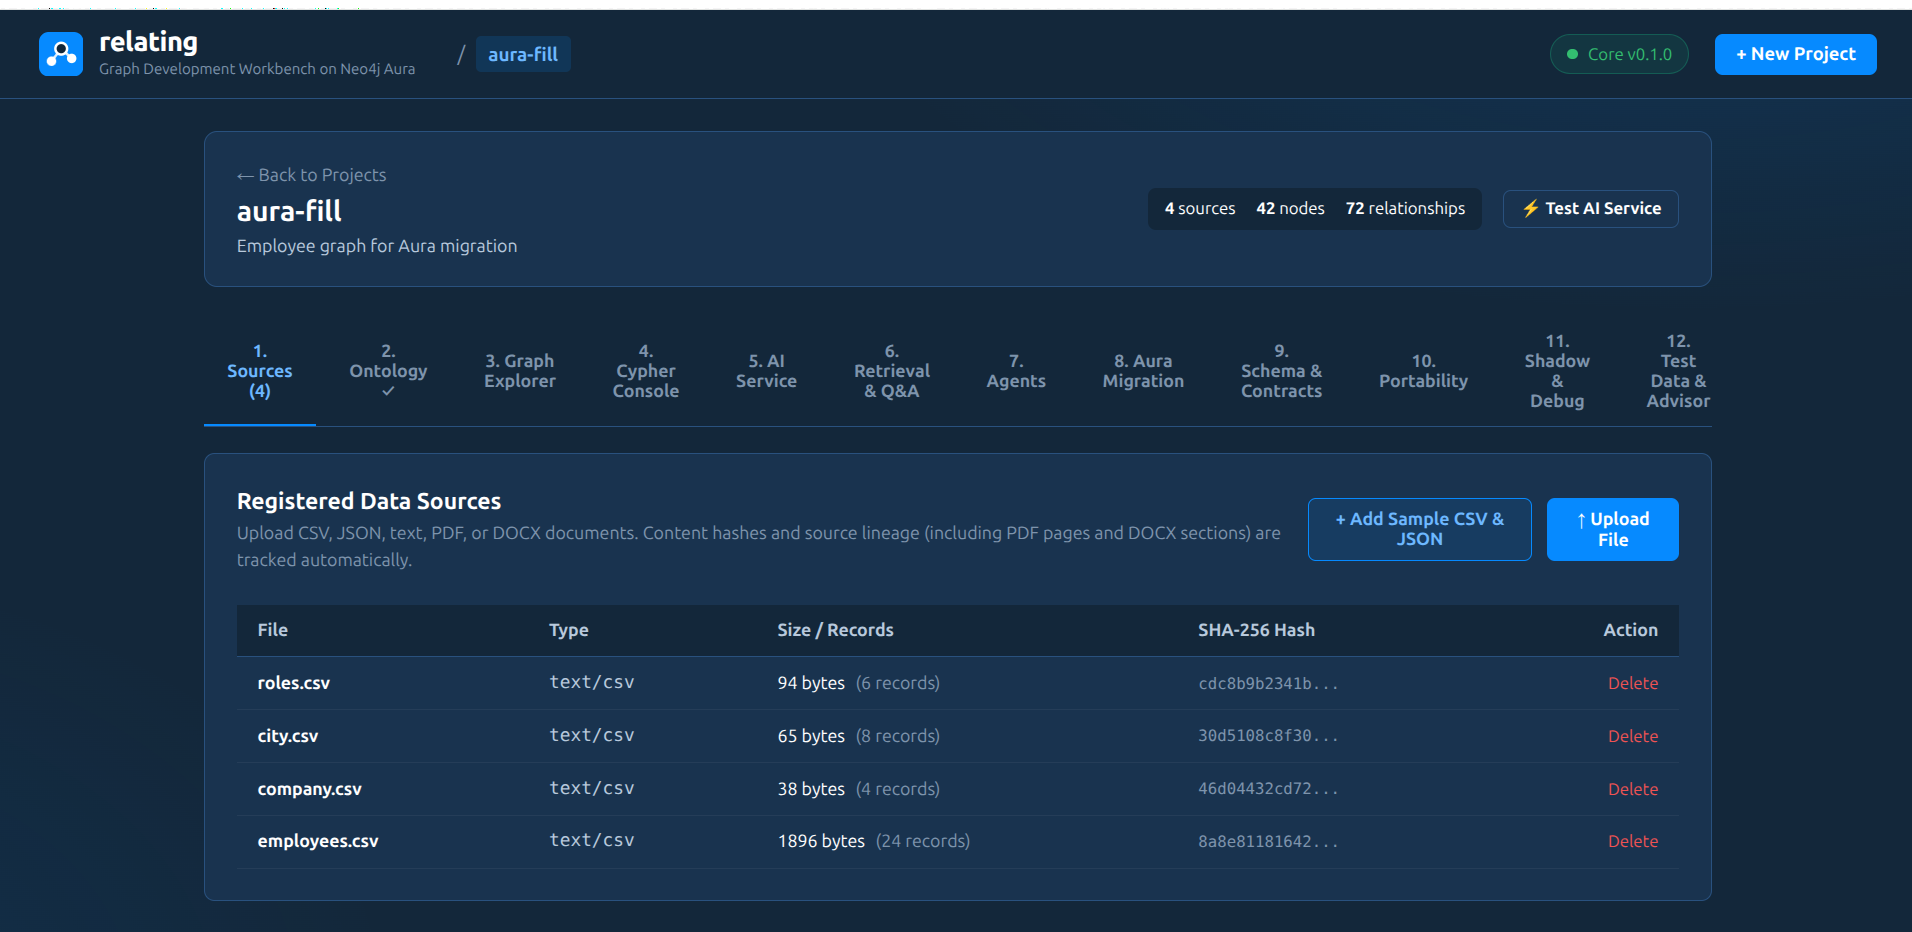 relating
Graph Development Workbench on Neo4j Aura
/ aura-fill
Core v0.1.0
+ New Project
← Back to Projects
aura-fill
Employee graph for Aura migration
4 sources 42 nodes 72 relationships
⚡ Test AI Service
1. Sources (4)
2. Ontology ✓
3. Graph Explorer
4. Cypher Console
5. AI Service
6. Retrieval & Q&A
7. Agents
8. Aura Migration
9. Schema & Contracts
10. Portability
11. Shadow & Debug
12. Test Data & Advisor
Registered Data Sources
Upload CSV, JSON, text, PDF, or DOCX documents. Content hashes and source lineage (including PDF pages and DOCX sections) are
tracked automatically.
+ Add Sample CSV &
JSON
↑ Upload
File
File Type Size / Records SHA-256 Hash Action
roles.csv text/csv 94 bytes (6 records) cdc8b9b2341b... Delete
city.csv text/csv 65 bytes (8 records) 30d5108c8f30... Delete
company.csv text/csv 38 bytes (4 records) 46d04432cd72... Delete
employees.csv text/csv 1896 bytes (24 records) 8a8e81181642... Delete